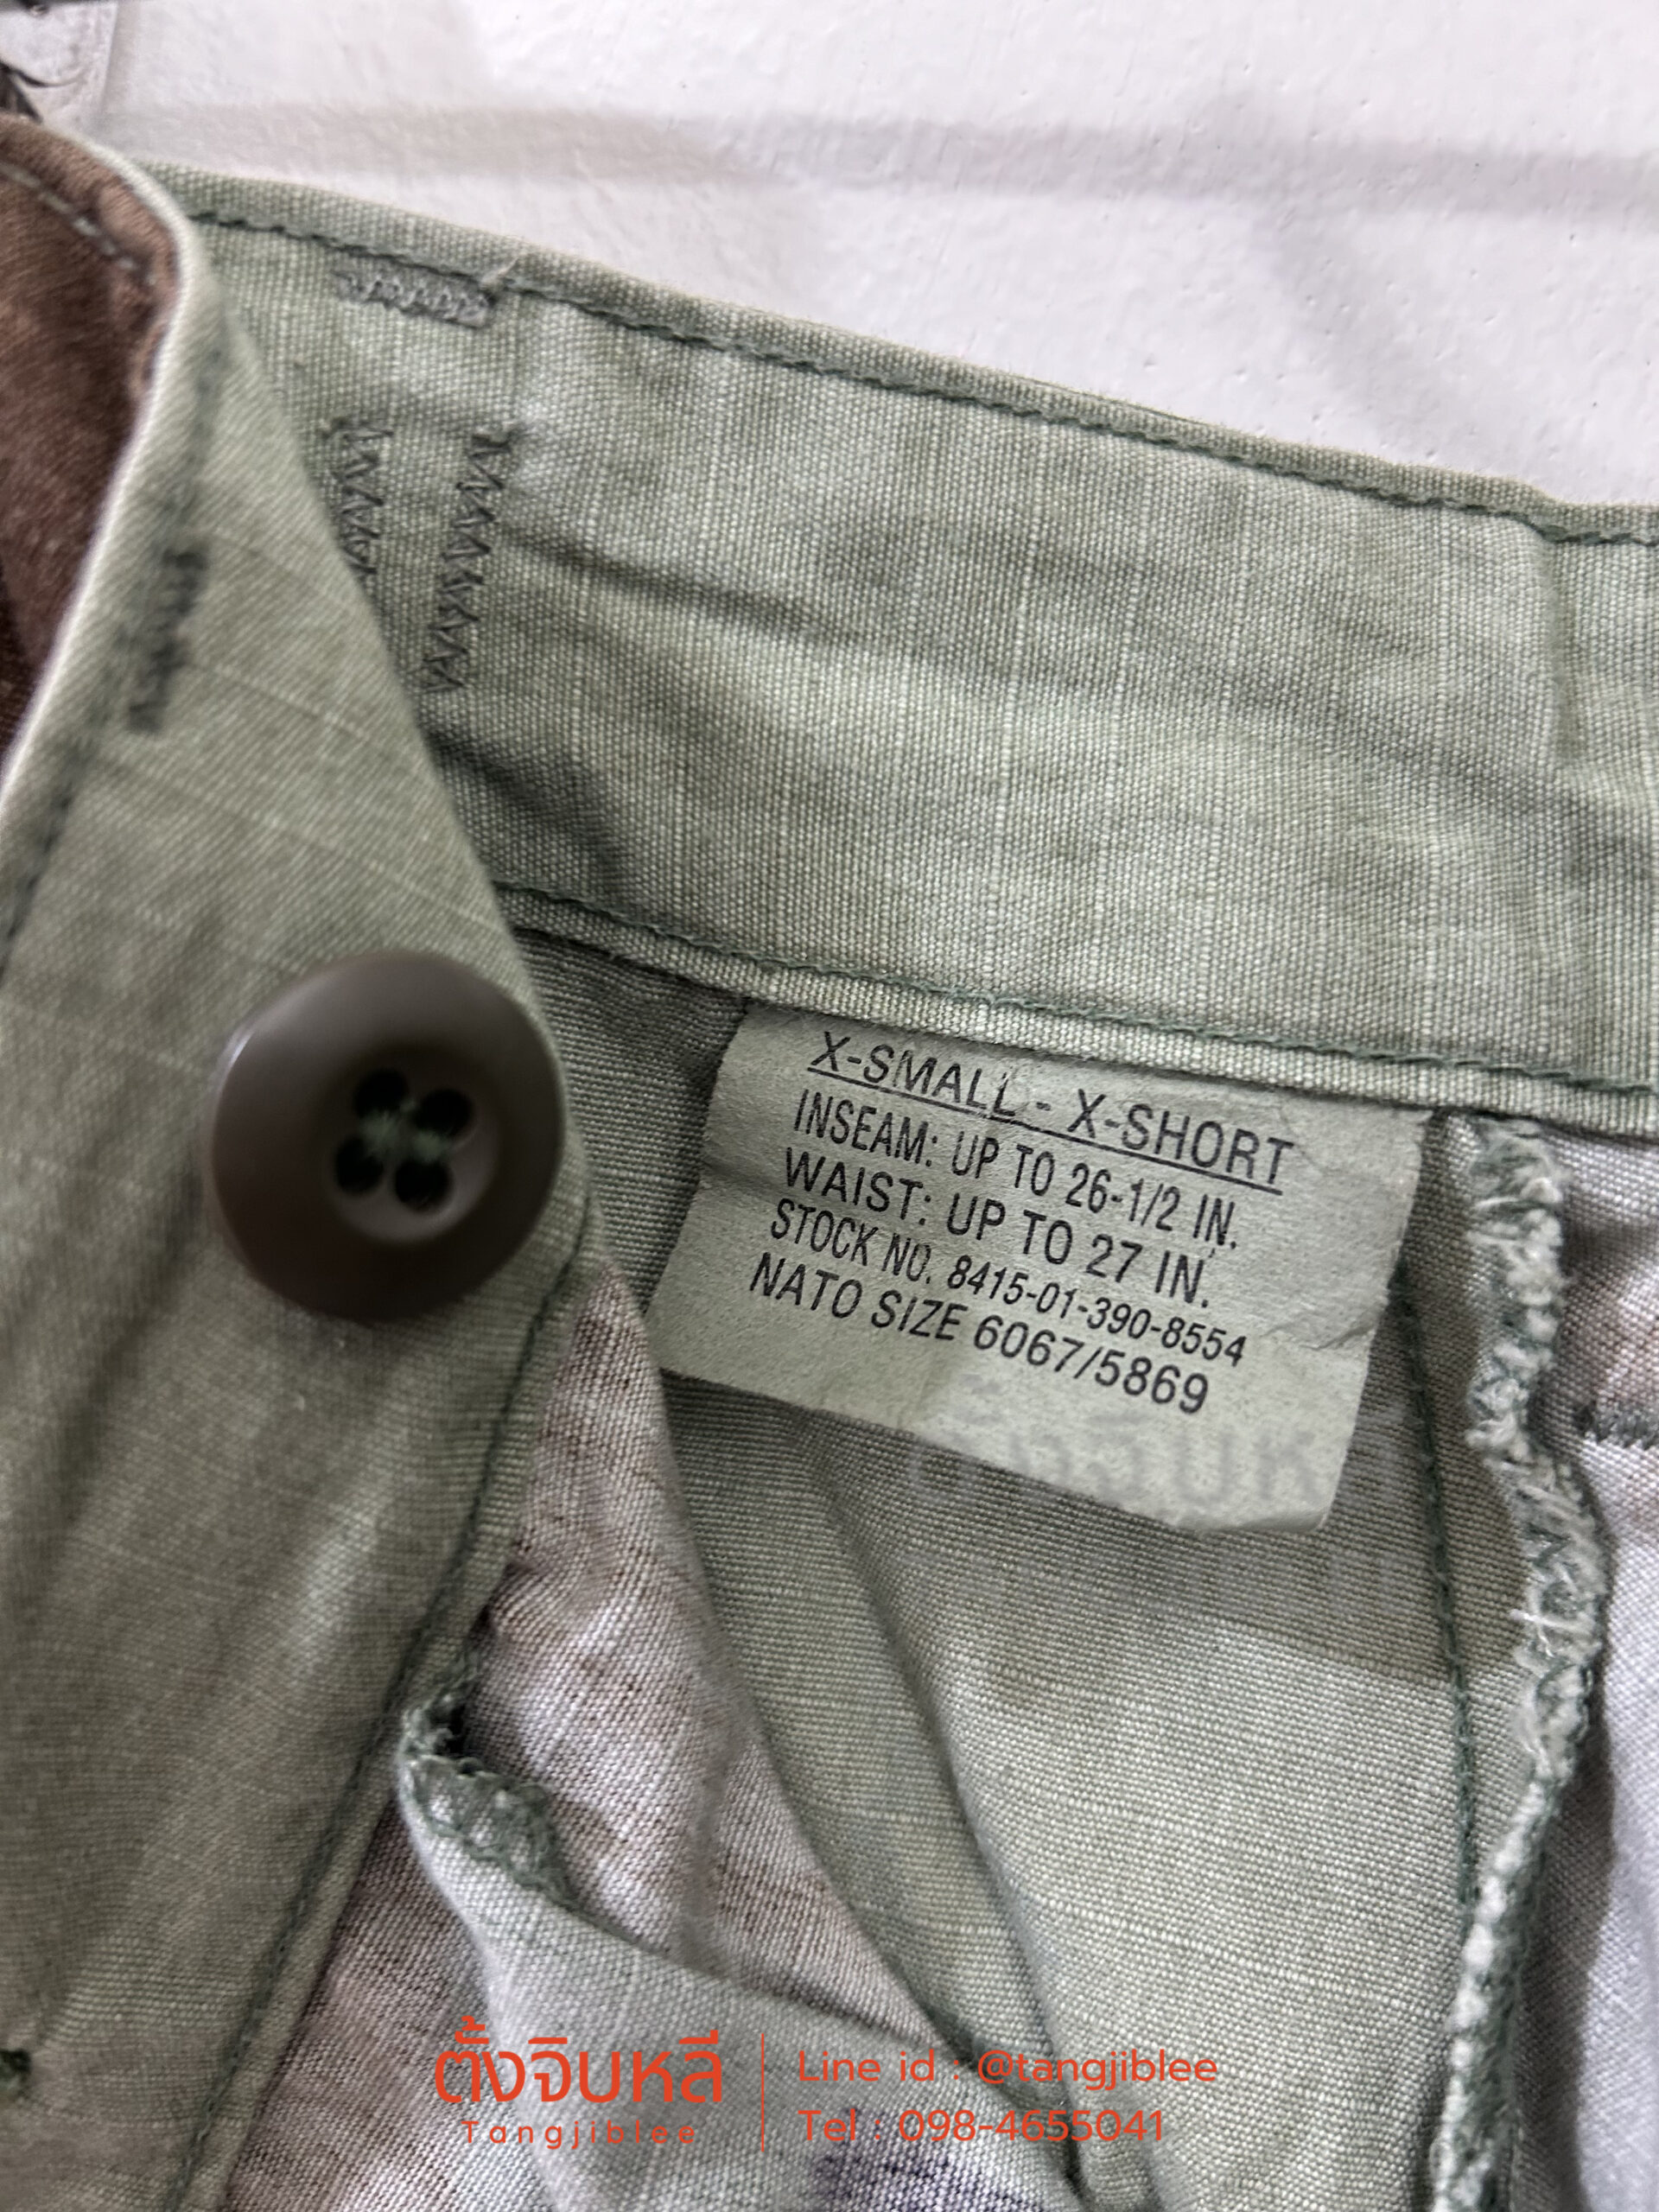 X-SMALL - X-SHORT
INSEAM: UP TO 26-1/2 IN.
WAIST: UP TO 27 IN.
STOCK NO. 8415-01-390-8554
NATO SIZE 6067/5869
ตั้งจิบหลี
Tangjiblee
Line id : @tangjiblee
Tel : 098-4655041